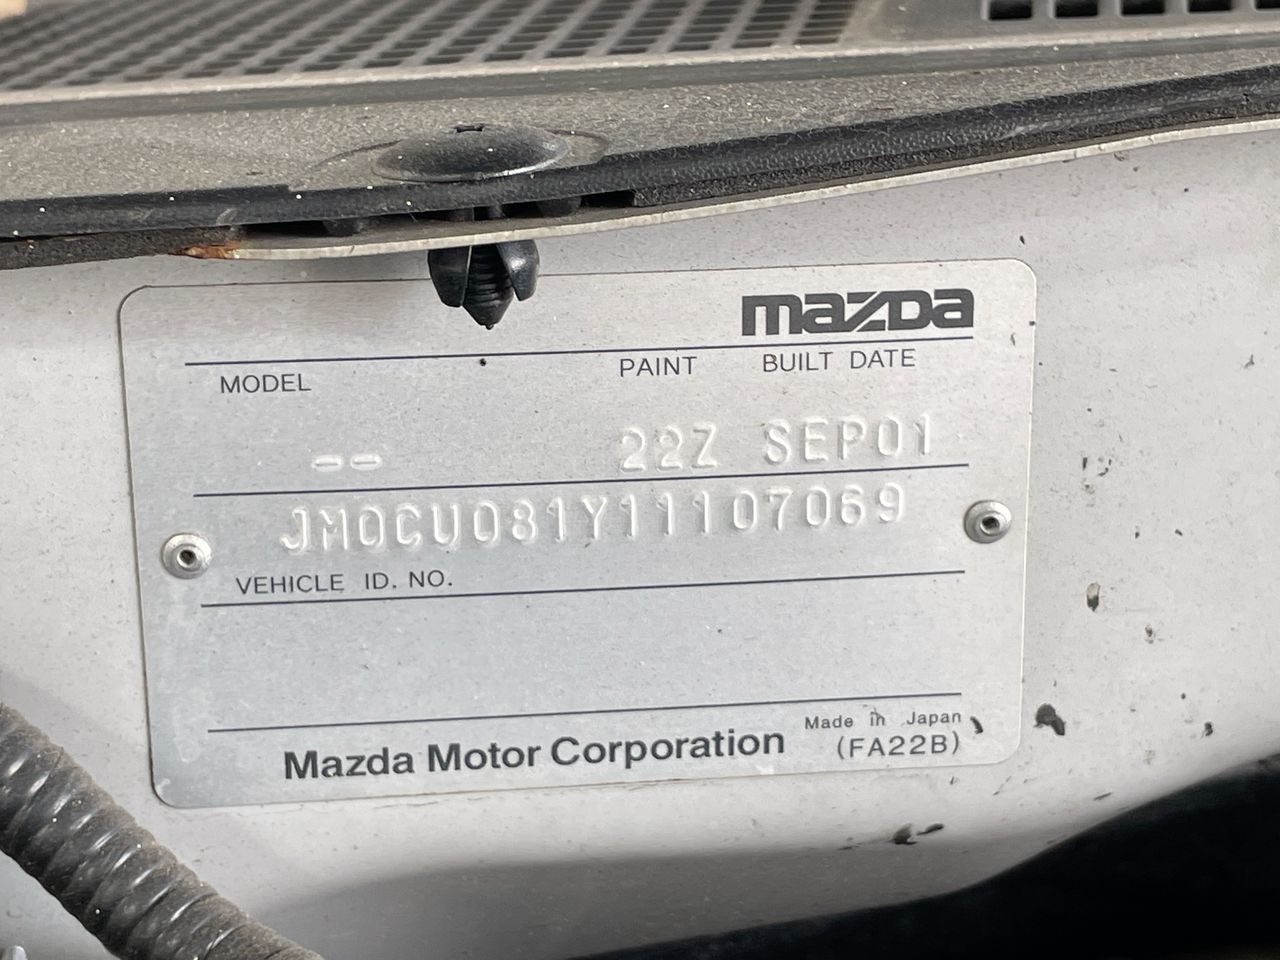 mazda
MODEL PAINT BUILT DATE
-- 22Z SEP01
JM0CU081Y11107069
VEHICLE ID. NO.
Made in Japan
Mazda Motor Corporation (FA22B)